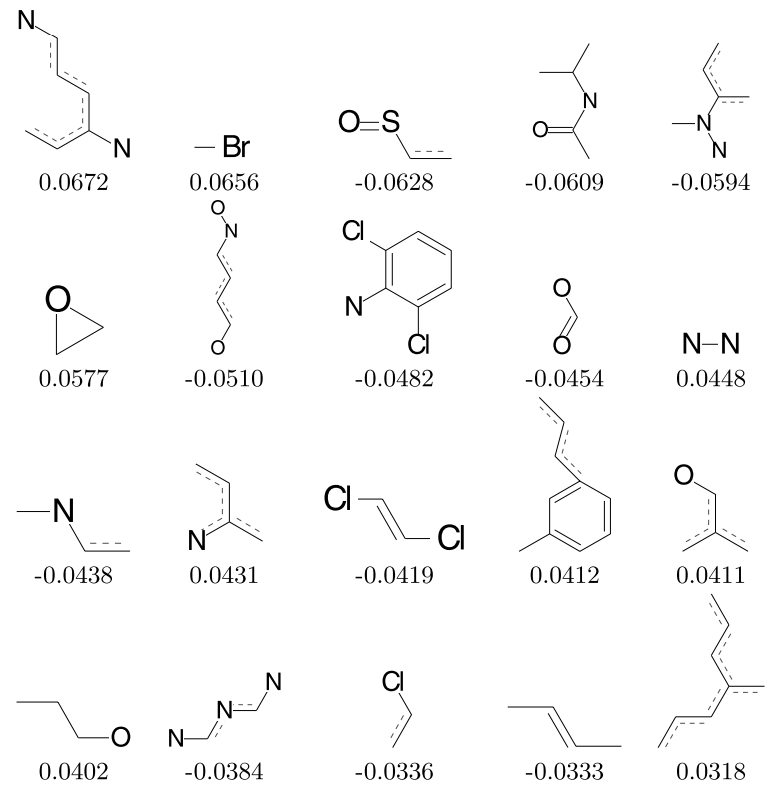 N
N
0.0672
Br
0.0656
O S
-0.0628
N
O
-0.0609
N
N
-0.0594
O
0.0577
O
N
O
-0.0510
Cl
N
Cl
-0.0482
O
O
-0.0454
N N
0.0448
N
-0.0438
N
0.0431
Cl
Cl
-0.0419
0.0412
O
0.0411
O
0.0402
N
N
N
-0.0384
Cl
-0.0336
-0.0333
0.0318